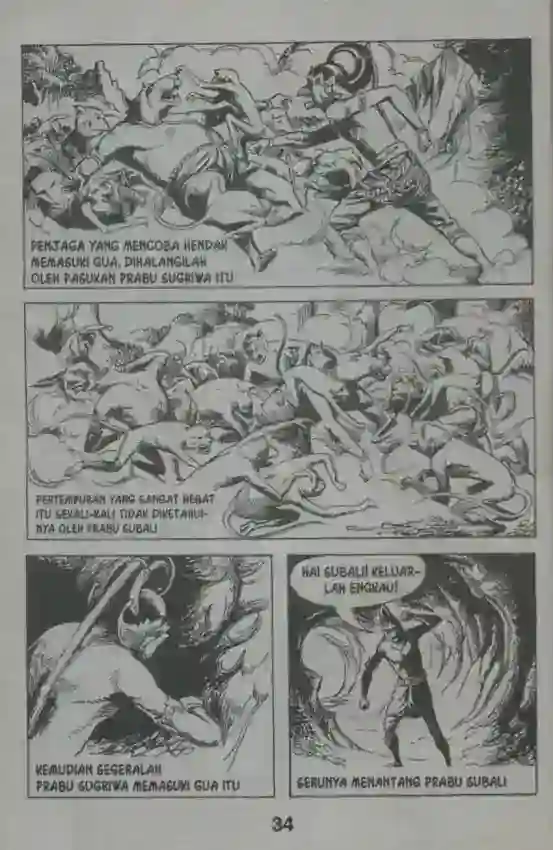 PENJAGA YANG MENCOBA HENDAK
MEMASUKI GUA, DIHALANGILAH
OLEH PASUKAN PRABU SUGRIWA ITU
PERTEMPURAN YANG SANGAT HEBAT
ITU SEKALI-KALI TIDAK DIKETAHUI-
NYA OLEH PRABU SUBALI
KEMUDIAN SEGERALAH
PRABU SUGRIWA MEMASUKI GUA ITU
HAI SUBALI! KELUAR-
LAH ENGKAU!
SERUNYA MENANTANG PRABU SUBALI
34